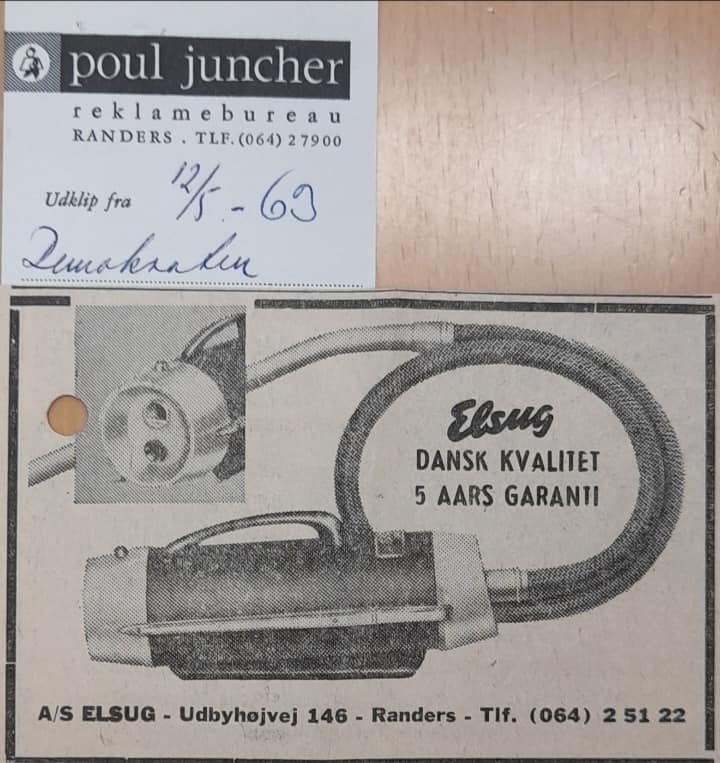 poul juncher
reklamebureau
RANDERS . TLF. (064) 27900
Udklip fra 12/5 - 63
Demokraten
Elsug
DANSK KVALITET
5 AARS GARANTI
A/S ELSUG - Udbyhøjvej 146 - Randers - Tlf. (064) 2 51 22